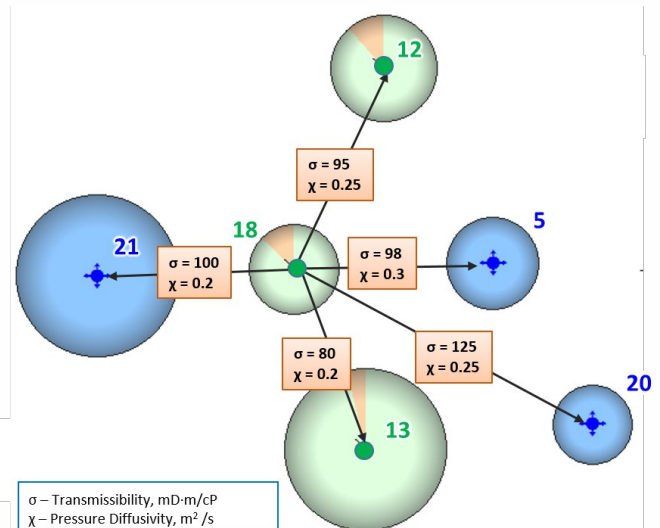 12
σ = 95
χ = 0.25
18
5
21
σ = 100
χ = 0.2
σ = 98
χ = 0.3
σ = 80
χ = 0.2
σ = 125
χ = 0.25
20
13
σ – Transmissibility, mD·m/cP
χ – Pressure Diffusivity, m² /s